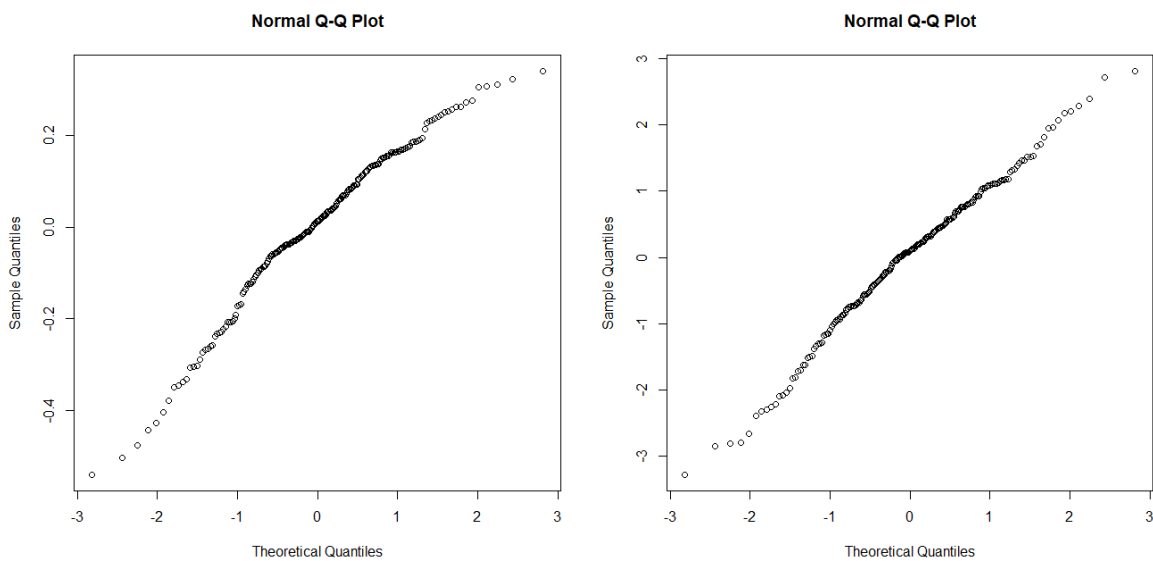 Normal Q-Q Plot
Sample Quantiles
0.2
0.0
-0.2
-0.4
-3 -2 -1 0 1 2 3
Theoretical Quantiles
Normal Q-Q Plot
Sample Quantiles
3
2
1
0
-1
-2
-3
-3 -2 -1 0 1 2 3
Theoretical Quantiles